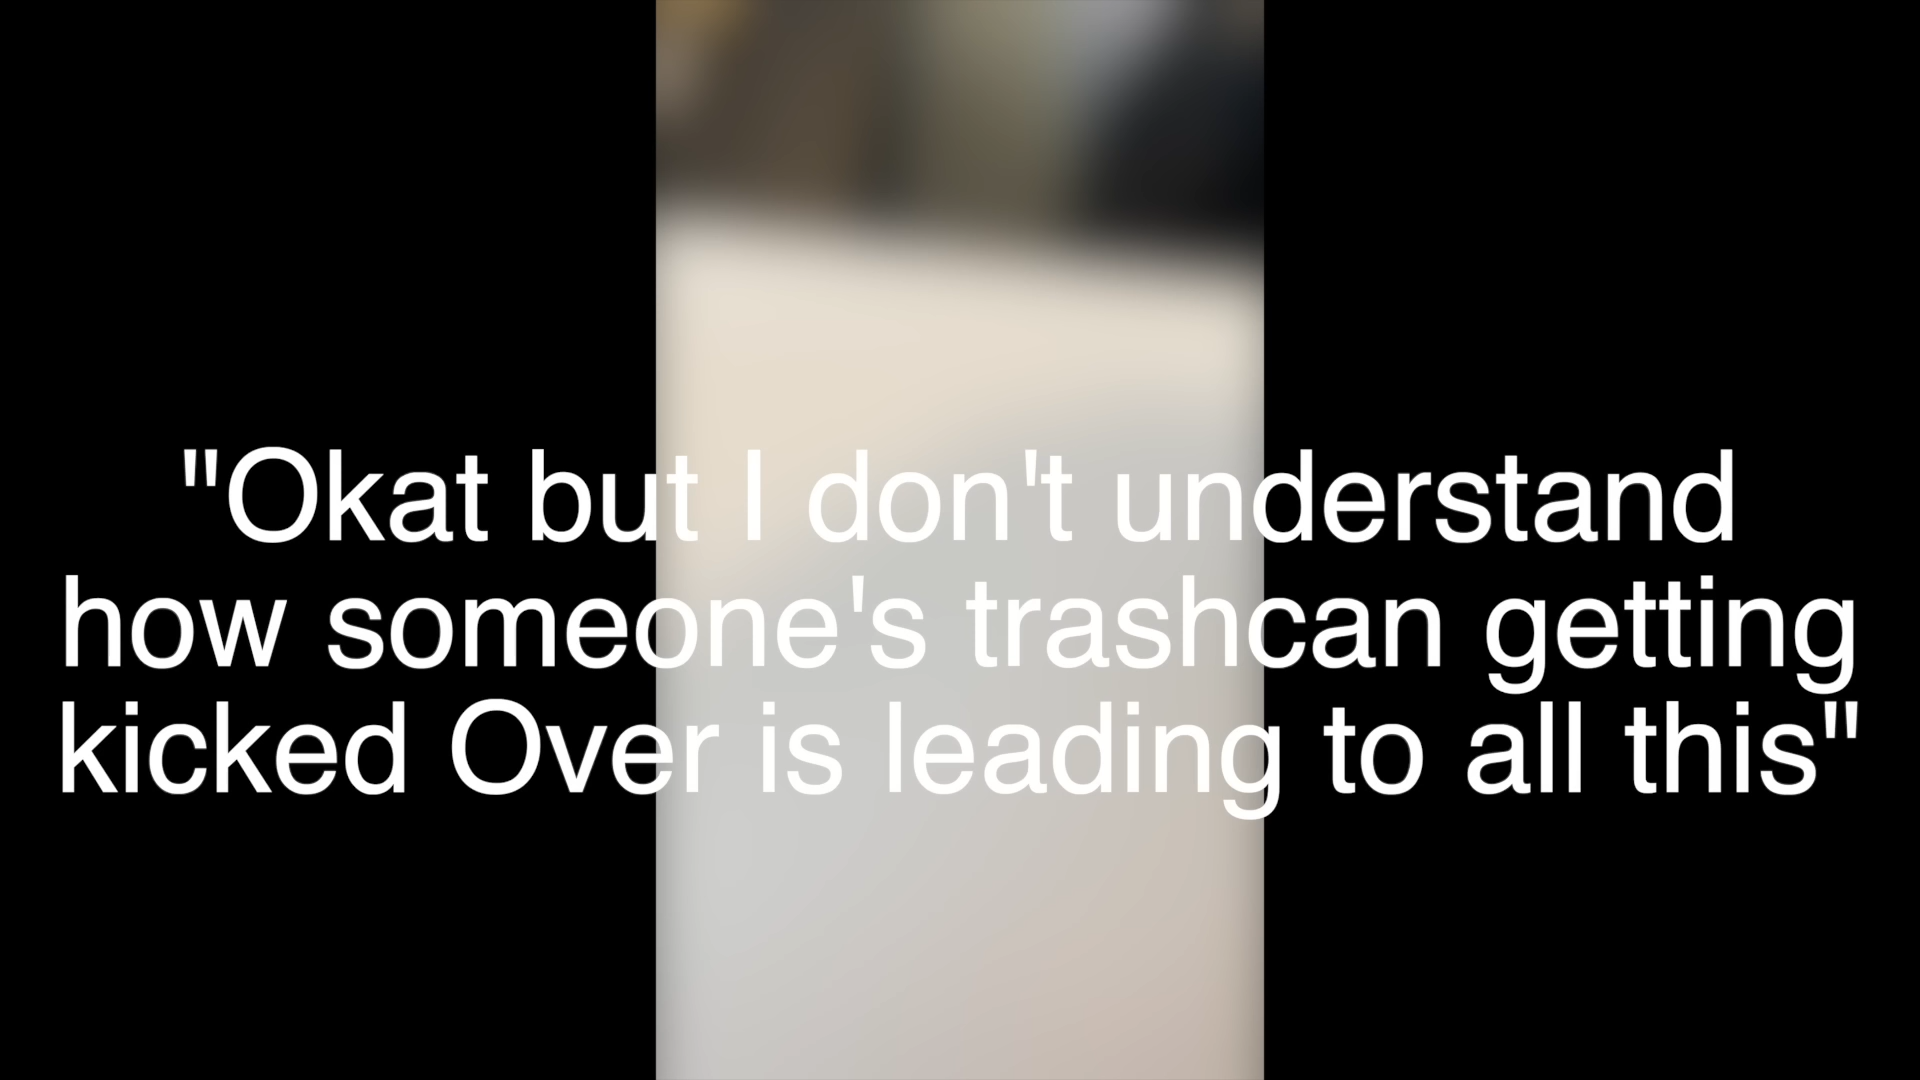 "Okat but I don't understand
how someone's trashcan getting
kicked Over is leading to all this"